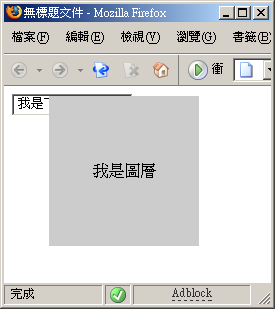 無標題文件 - Mozilla Firefox
檔案(F) 編輯(E) 檢視(V) 瀏覽(G) 書籤(B)
衝
我是
我是圖層
完成 Adblock